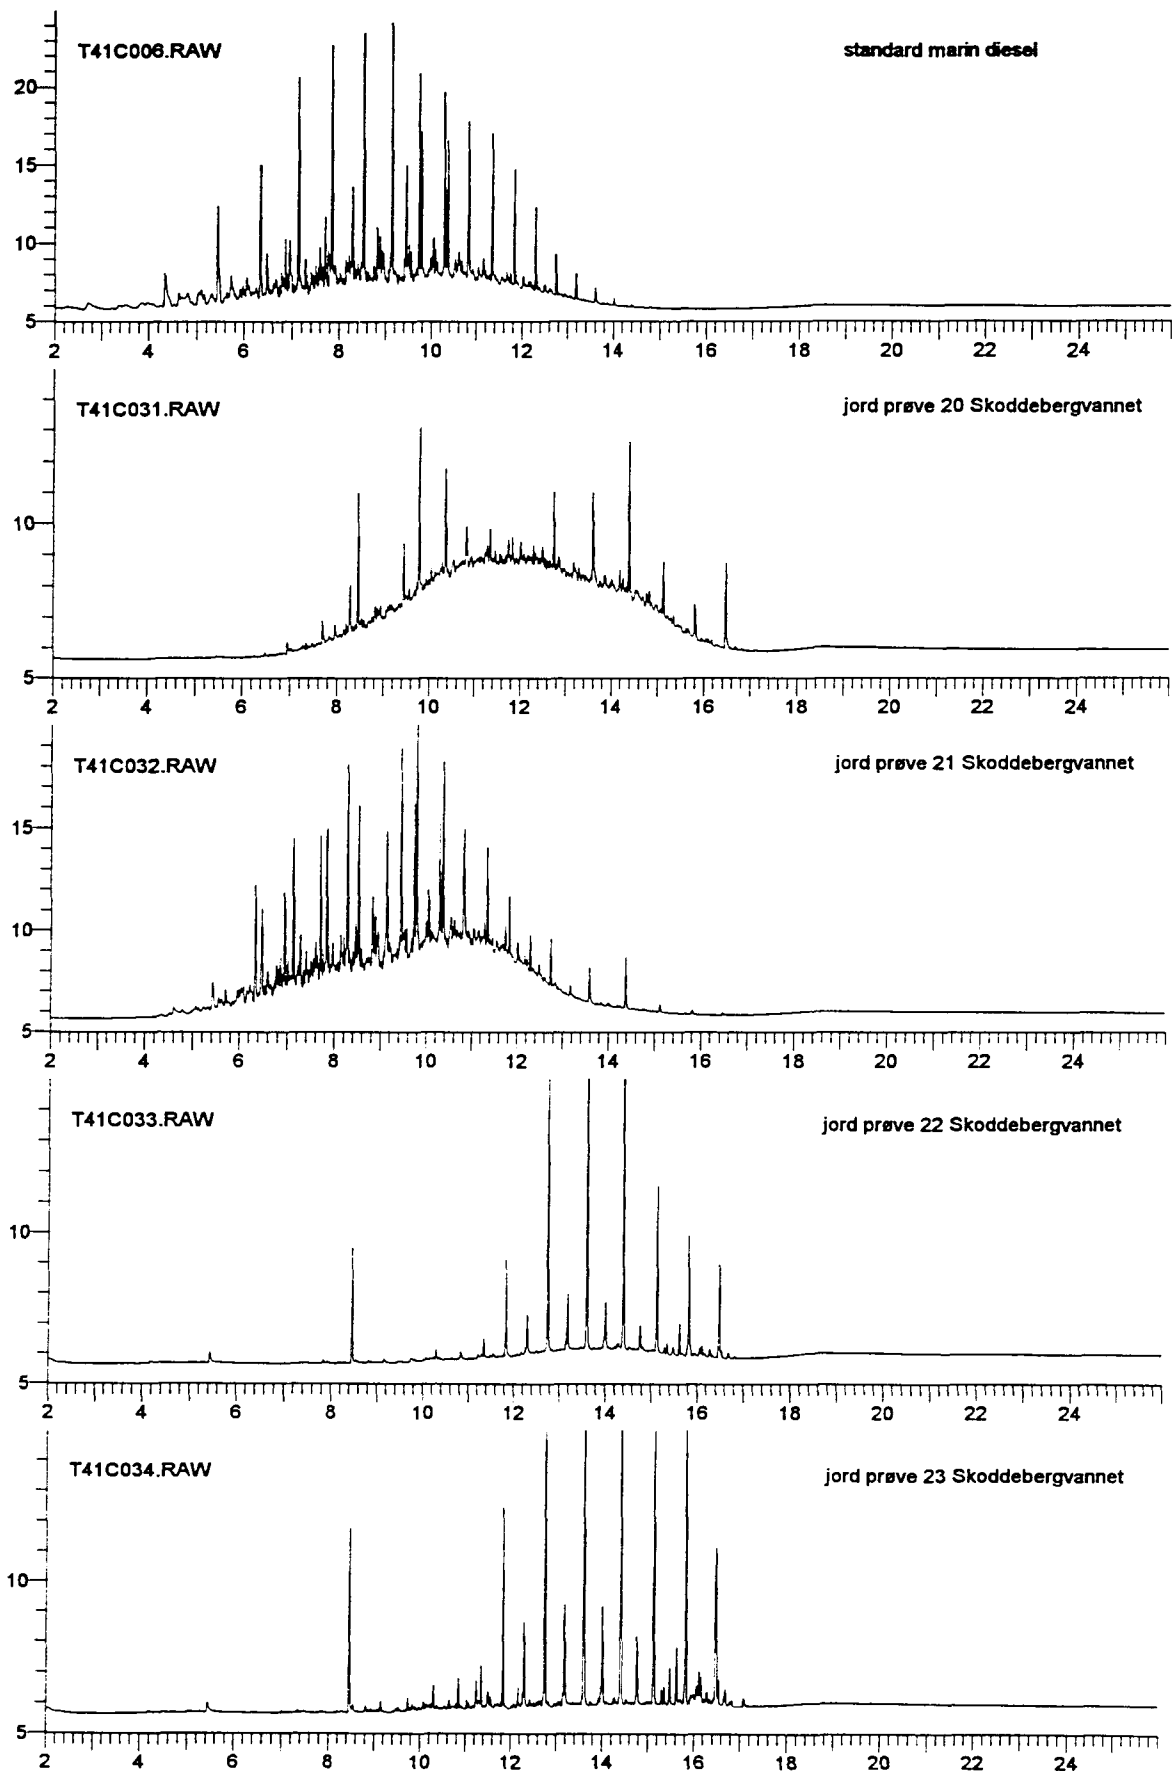 T41C006.RAW
standard marin diesel
20
15
10
5
2 4 6 8 10 12 14 16 18 20 22 24
T41C031.RAW
jord prøve 20 Skoddebergvannet
10
5
2 4 6 8 10 12 14 16 18 20 22 24
T41C032.RAW
jord prøve 21 Skoddebergvannet
15
10
5
2 4 6 8 10 12 14 16 18 20 22 24
T41C033.RAW
jord prøve 22 Skoddebergvannet
10
5
2 4 6 8 10 12 14 16 18 20 22 24
T41C034.RAW
jord prøve 23 Skoddebergvannet
10
5
2 4 6 8 10 12 14 16 18 20 22 24